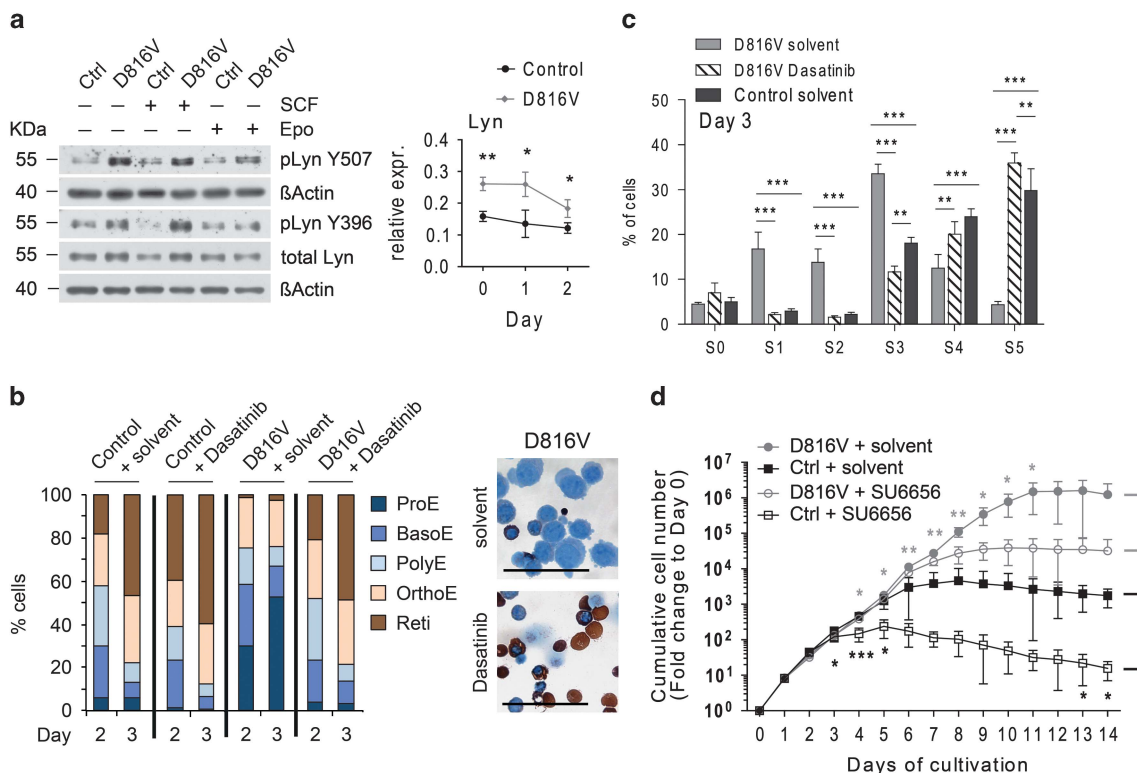 a
Ctrl D816V Ctrl D816V Ctrl D816V
– – + + – – SCF
– – – – + + Epo
KDa
55 – pLyn Y507
40 – ßActin
55 – pLyn Y396
55 – total Lyn
40 – ßActin
Control
D816V
Lyn
relative expr.
0.4
0.3
0.2
0.1
0.0
** * *
0 1 2
Day
c
D816V solvent
D816V Dasatinib
Control solvent
Day 3
% of cells
50
40
30
20
10
0
*** *** *** *** *** *** ** ** *** *** *** **
S0 S1 S2 S3 S4 S5
b
Control + solvent
Control + Dasatinib
D816V + solvent
D816V + Dasatinib
% cells
100
80
60
40
20
0
Day 2 3 2 3 2 3 2 3
ProE
BasoE
PolyE
OrthoE
Reti
D816V
solvent
Dasatinib
d
D816V + solvent
Ctrl + solvent
D816V + SU6656
Ctrl + SU6656
Cumulative cell number
(Fold change to Day 0)
10⁷
10⁶
10⁵
10⁴
10³
10²
10¹
10⁰
* * ** ** ** * * *
* *** * * *
0 1 2 3 4 5 6 7 8 9 10 11 12 13 14
Days of cultivation